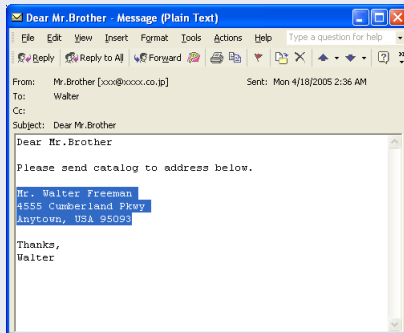 Dear Mr.Brother - Message (Plain Text)
File Edit View Insert Format Tools Actions Help Type a question for help
Reply Reply to All Forward
From: Mr.Brother [xxx@xxxx.co.jp] Sent: Mon 4/18/2005 2:36 AM
To: Walter
Cc:
Subject: Dear Mr.Brother
Dear Mr.Brother
Please send catalog to address below.
Mr. Walter Freeman
4555 Cumberland Pkwy
Anytown, USA 95093
Thanks,
Walter